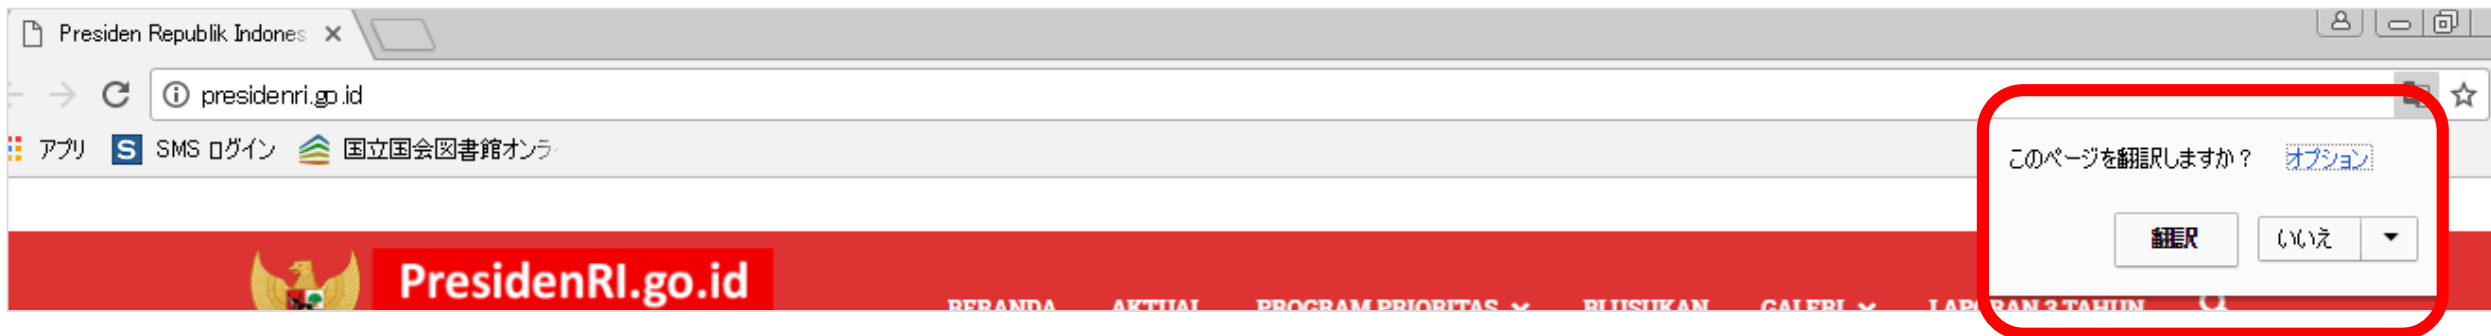 Presiden Republik Indones
presidenri.go.id
アプリ S SMS ログイン 国立国会図書館オンラ
このページを翻訳しますか？ オプション
翻訳 いいえ
PresidenRI.go.id
BERANDA AKTUAL PROGRAM PRIORITAS BLUSUKAN GALERI LAPORAN 3 TAHUN